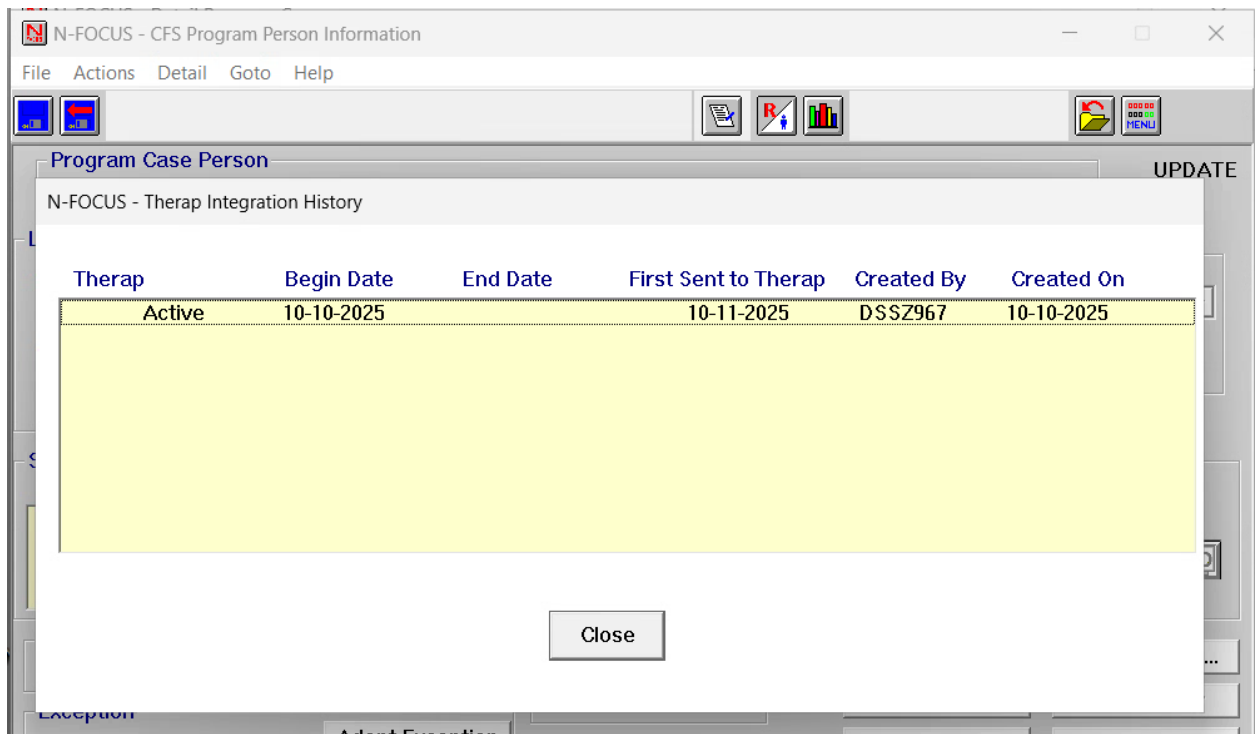 N-FOCUS - CFS Program Person Information
File Actions Detail Goto Help
MENU
Program Case Person
UPDATE
N-FOCUS - Therap Integration History
Therap Begin Date End Date First Sent to Therap Created By Created On
Active 10-10-2025 10-11-2025 DSSZ967 10-10-2025
Close
...
Exception
Adopt Exception